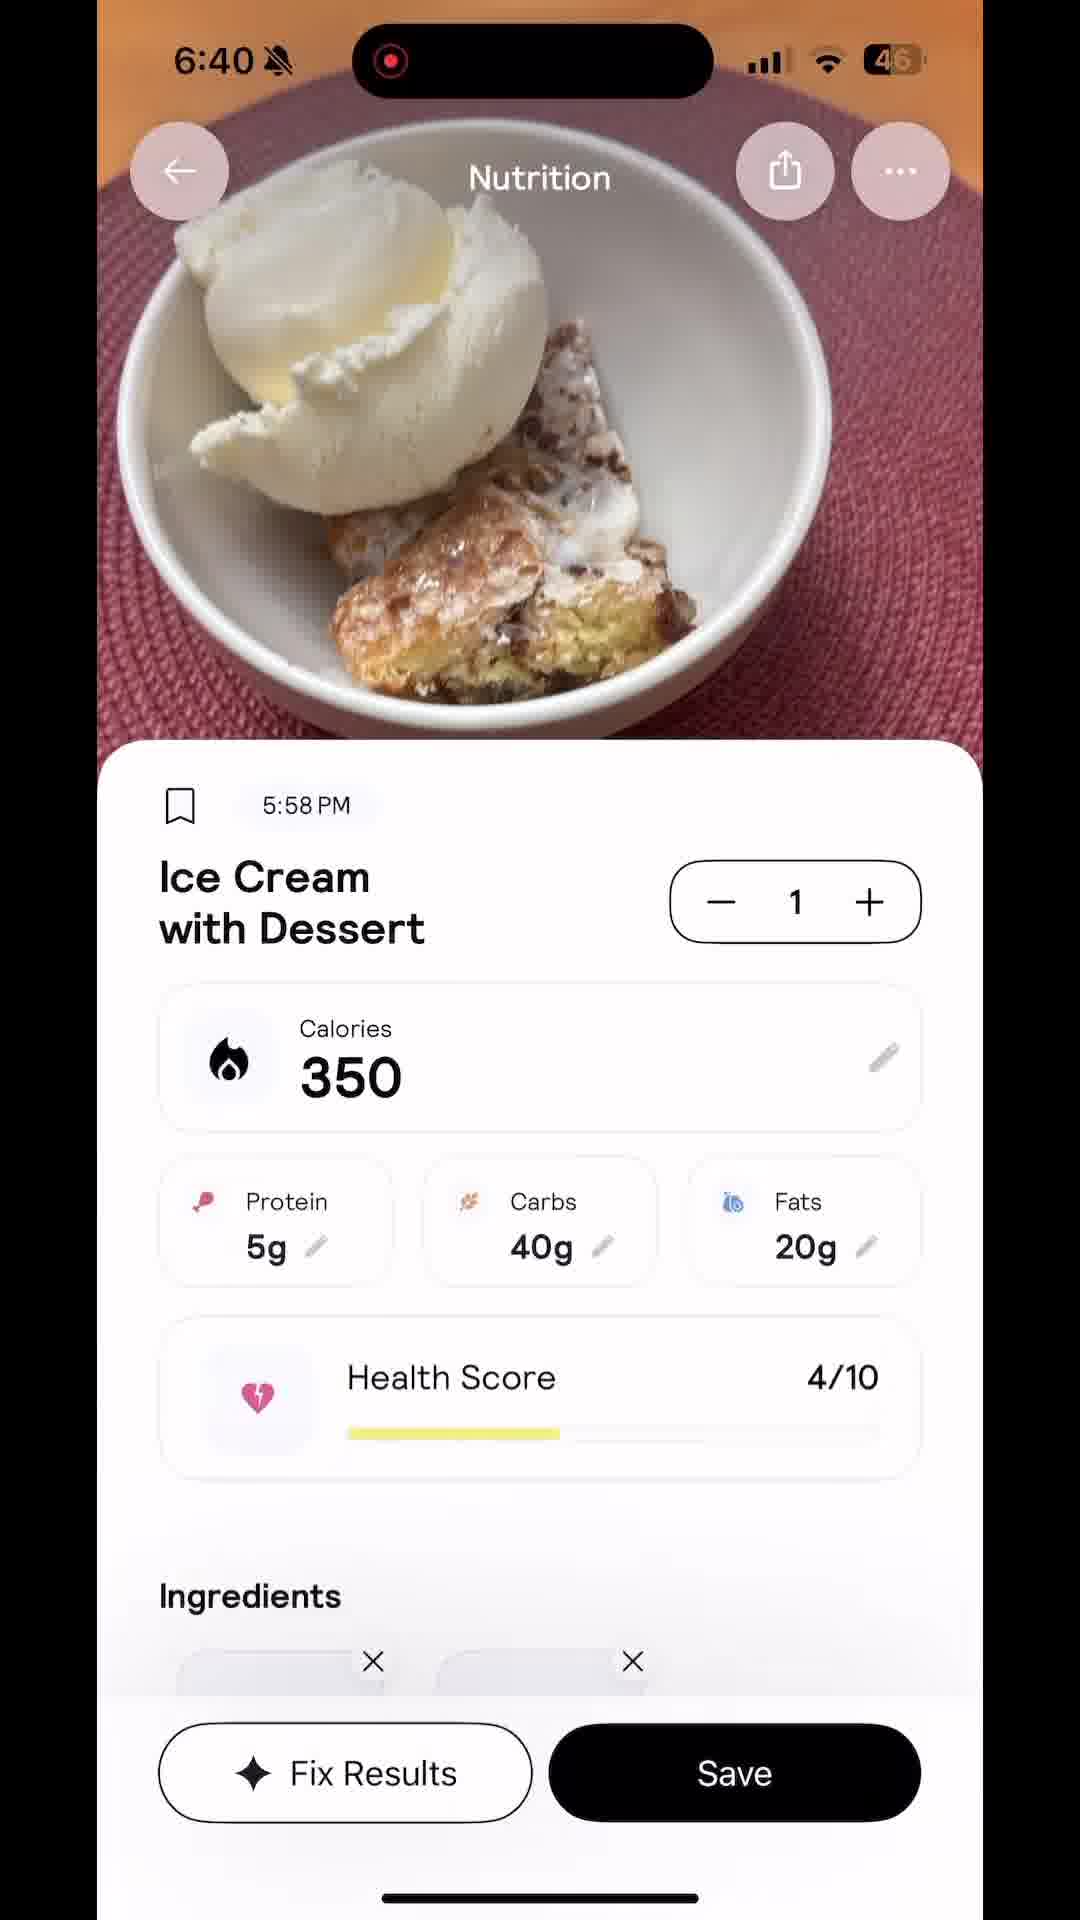 6:40
46
Nutrition
5:58 PM
Ice Cream
with Dessert
1
Calories
350
Protein
5g
Carbs
40g
Fats
20g
Health Score
4/10
Ingredients
Fix Results
Save